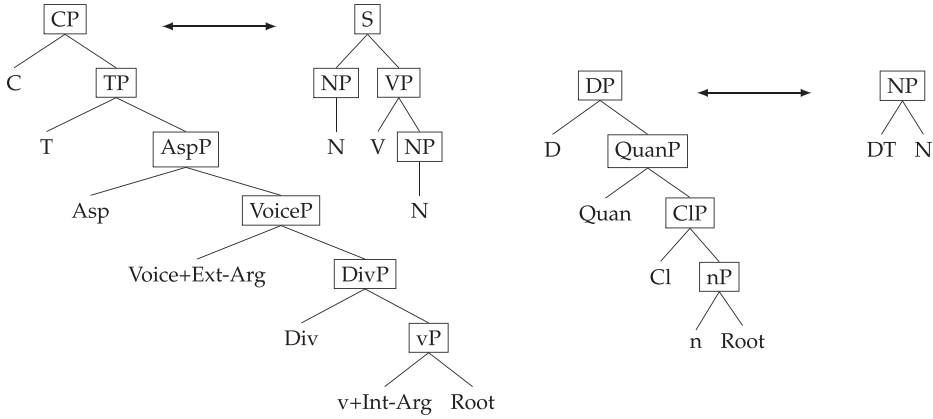 CP S
C TP NP VP DP NP
T AspP N V NP D QuanP DT N
Asp VoiceP N Quan ClP
Voice+Ext-Arg DivP Cl nP
Div vP n Root
v+Int-Arg Root